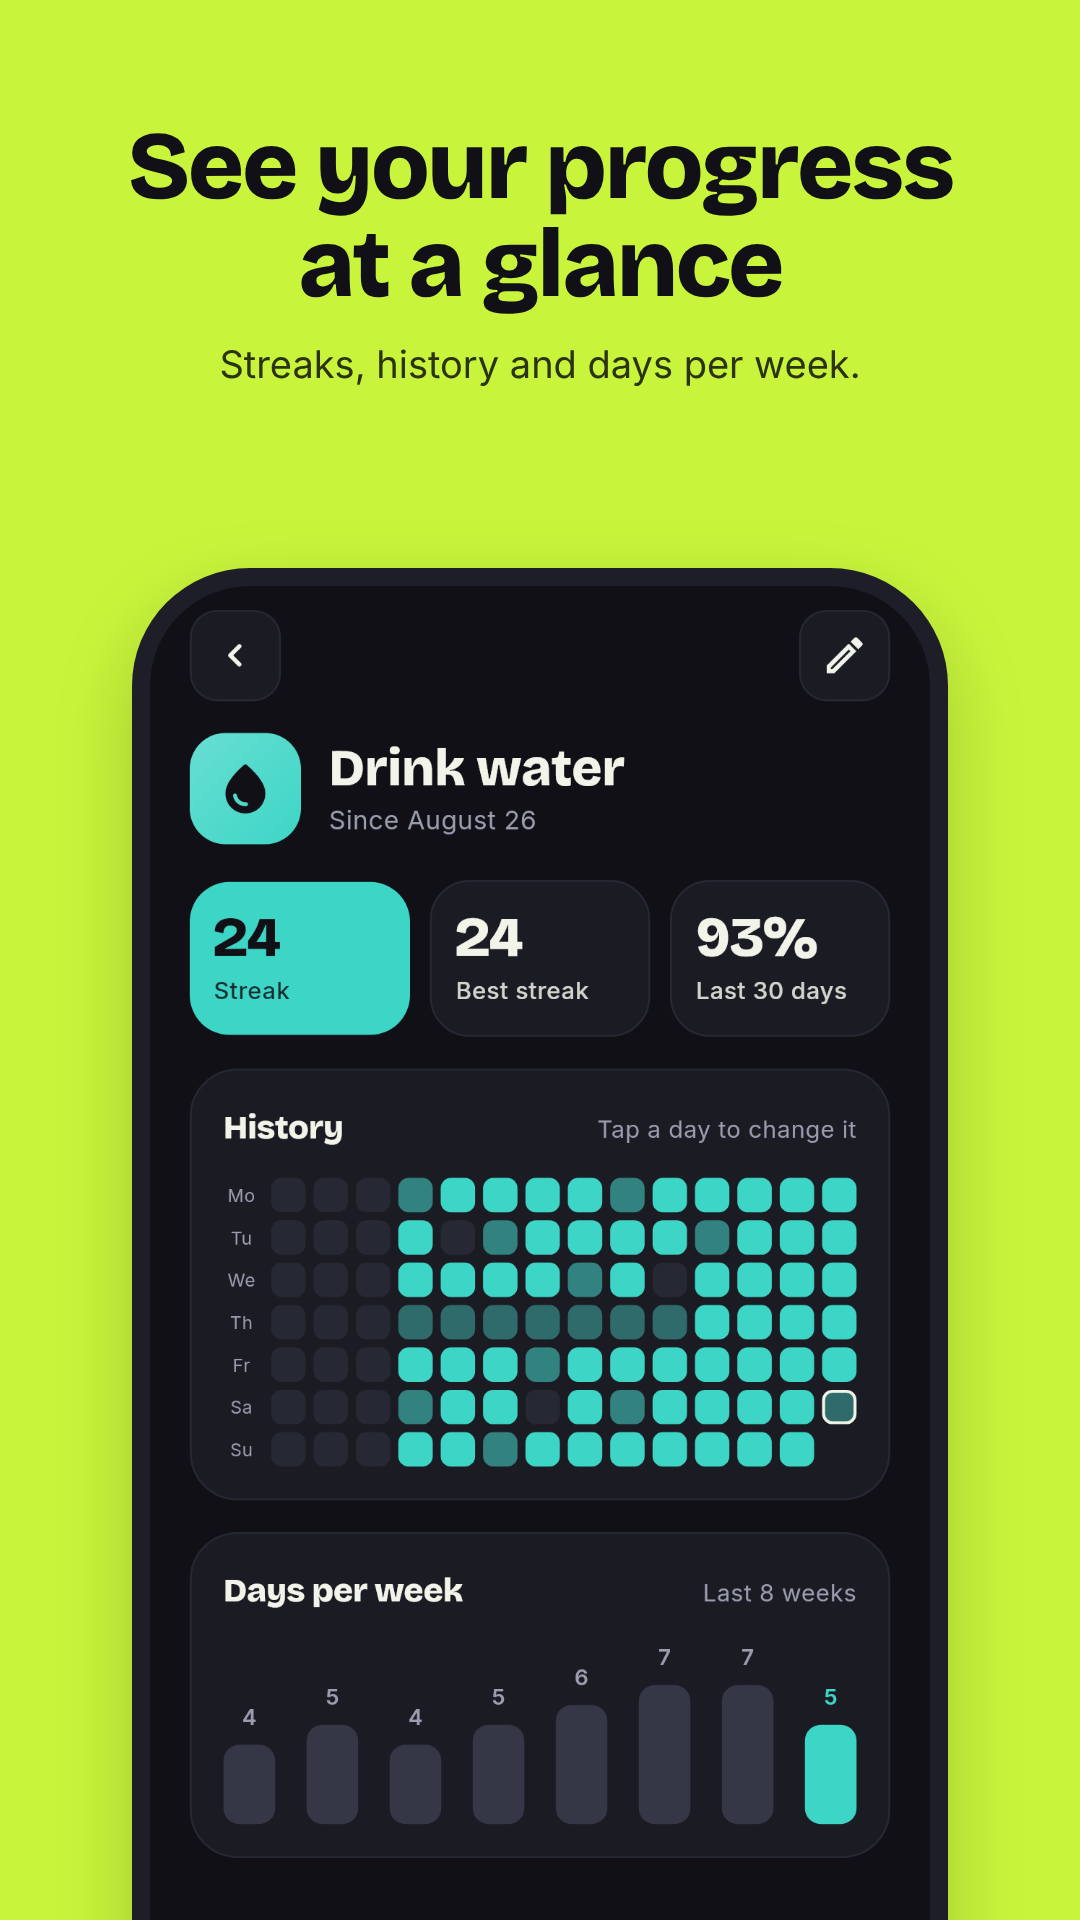 See your progress
at a glance
Streaks, history and days per week.
Drink water
Since August 26
24
Streak
24
Best streak
93%
Last 30 days
History
Tap a day to change it
Mo
Tu
We
Th
Fr
Sa
Su
Days per week
Last 8 weeks
4
5
4
5
6
7
7
5